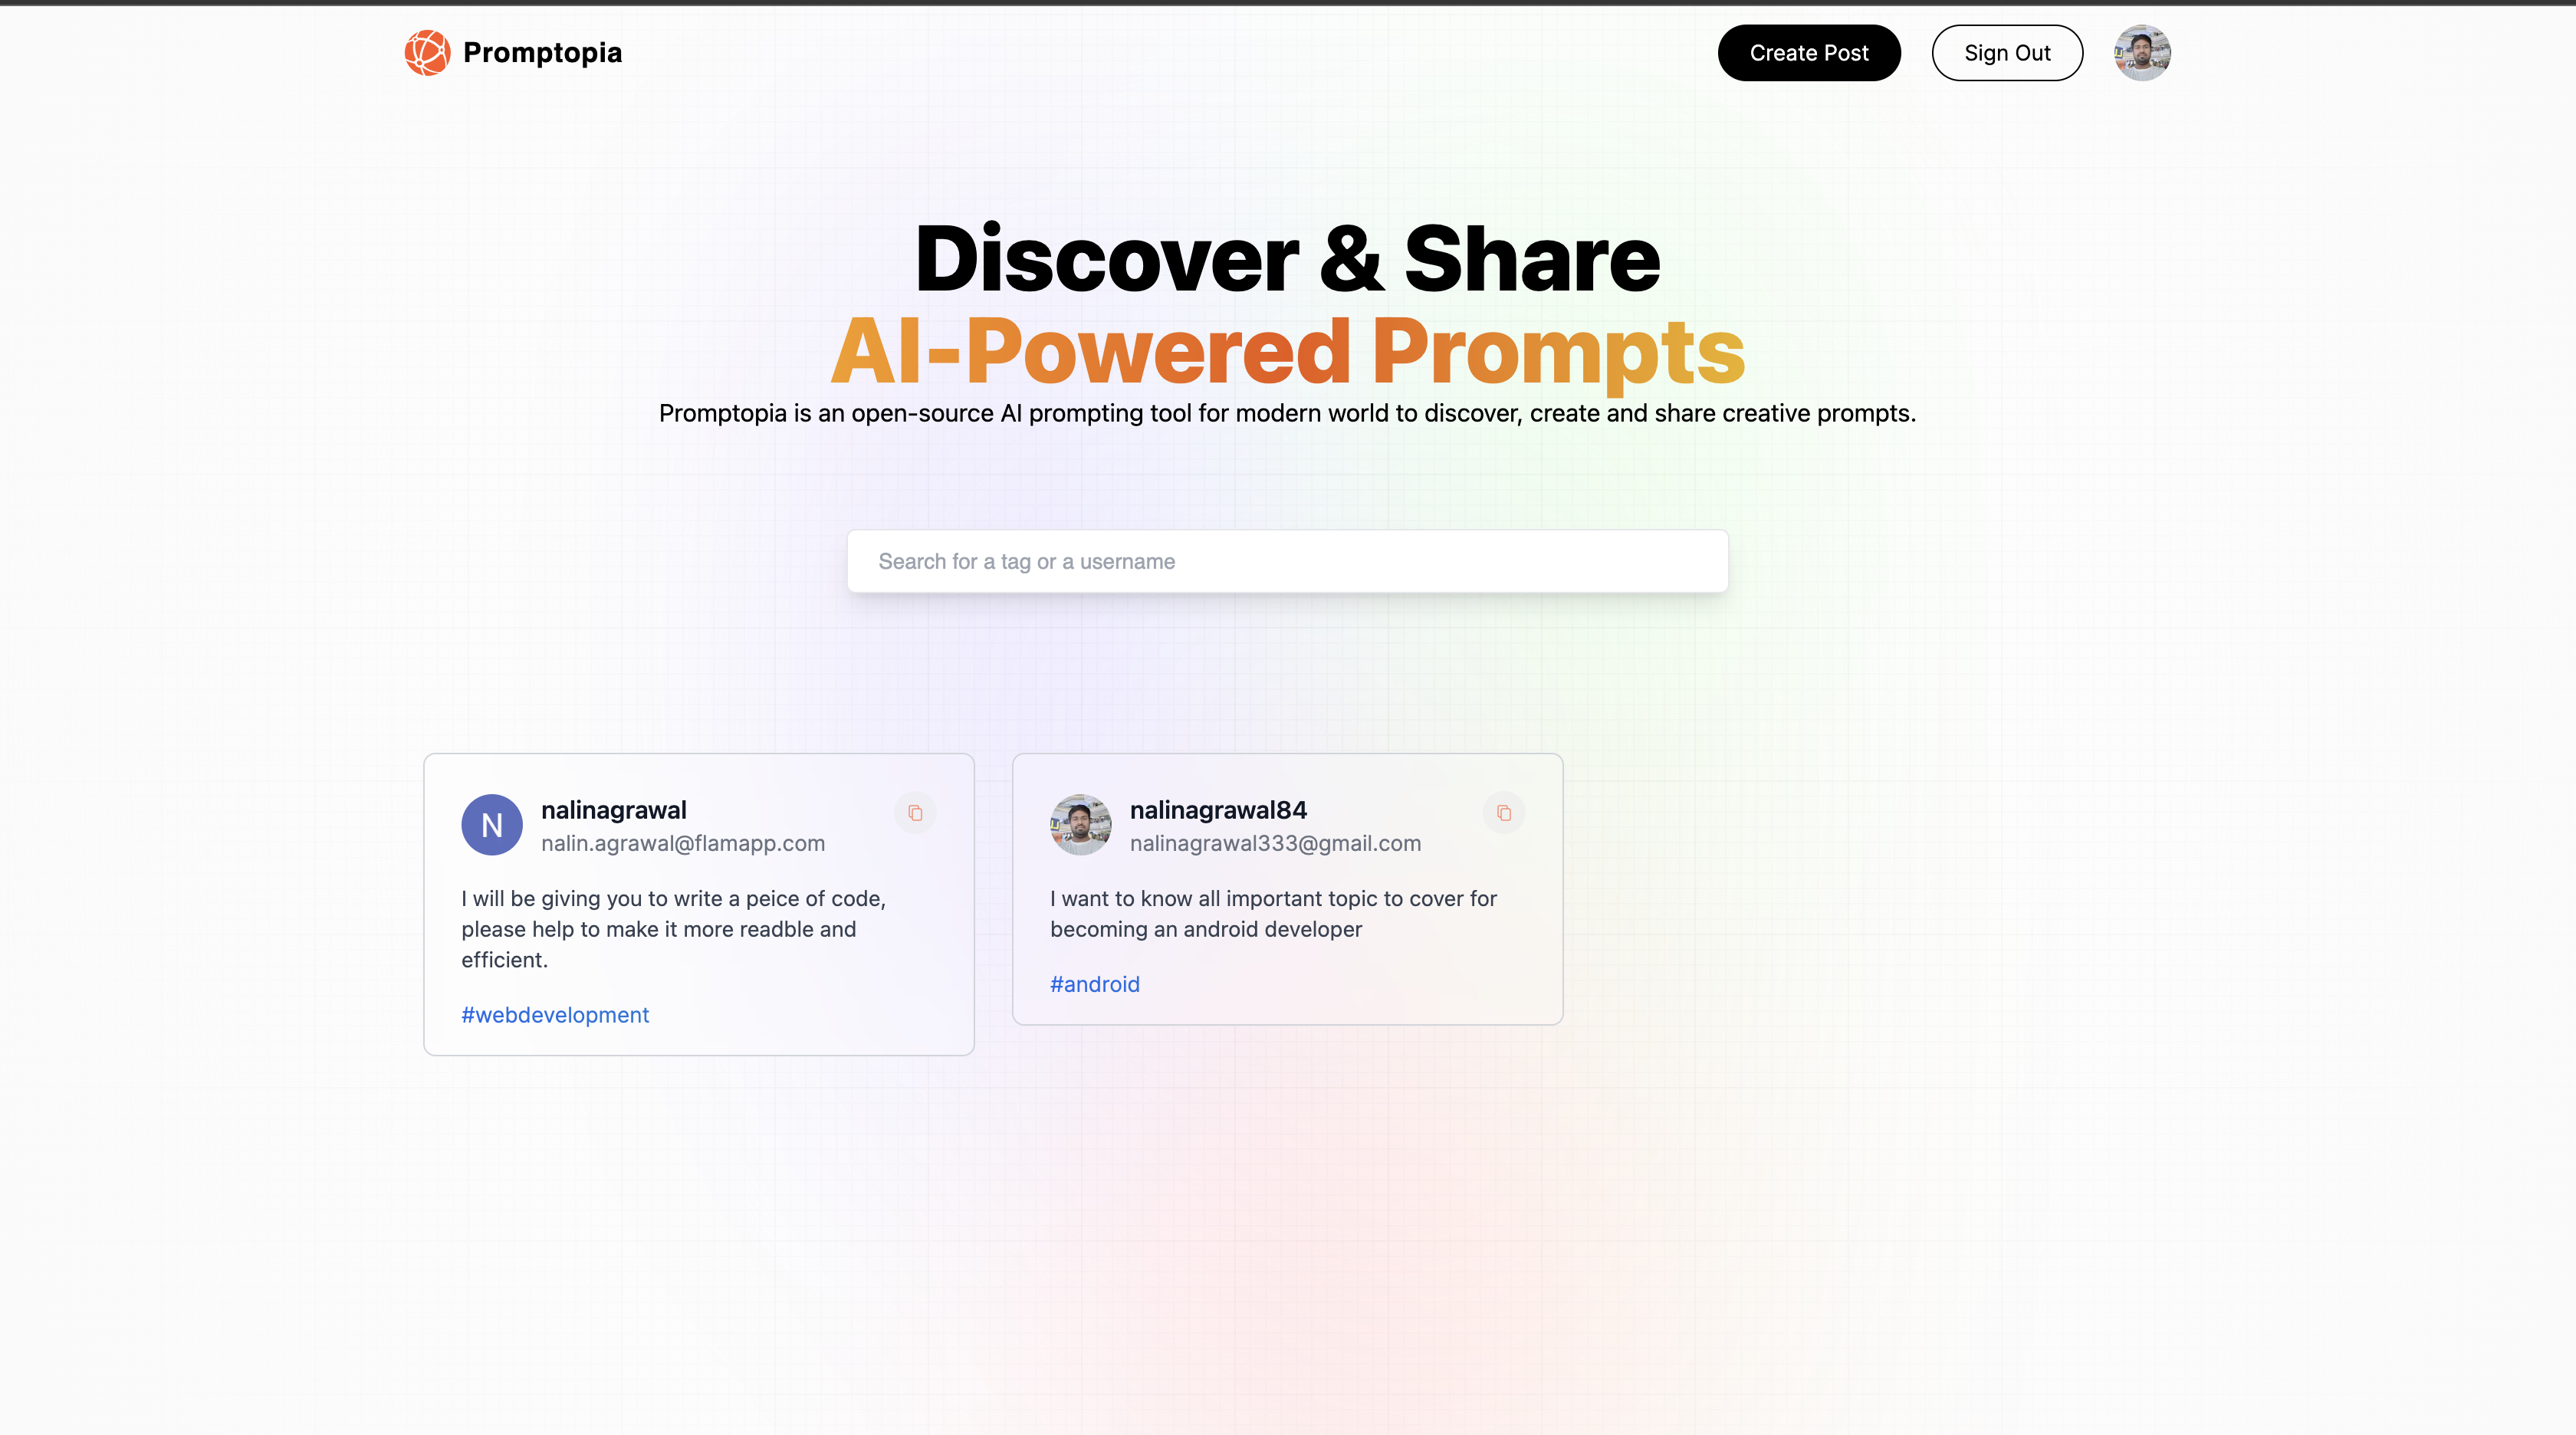 Promptopia
Create Post
Sign Out
Discover & Share
AI-Powered Prompts
Promptopia is an open-source AI prompting tool for modern world to discover, create and share creative prompts.
Search for a tag or a username
N
nalinagrawal
nalin.agrawal@flamapp.com
I will be giving you to write a peice of code,
please help to make it more readble and
efficient.
#webdevelopment
nalinagrawal84
nalinagrawal333@gmail.com
I want to know all important topic to cover for
becoming an android developer
#android